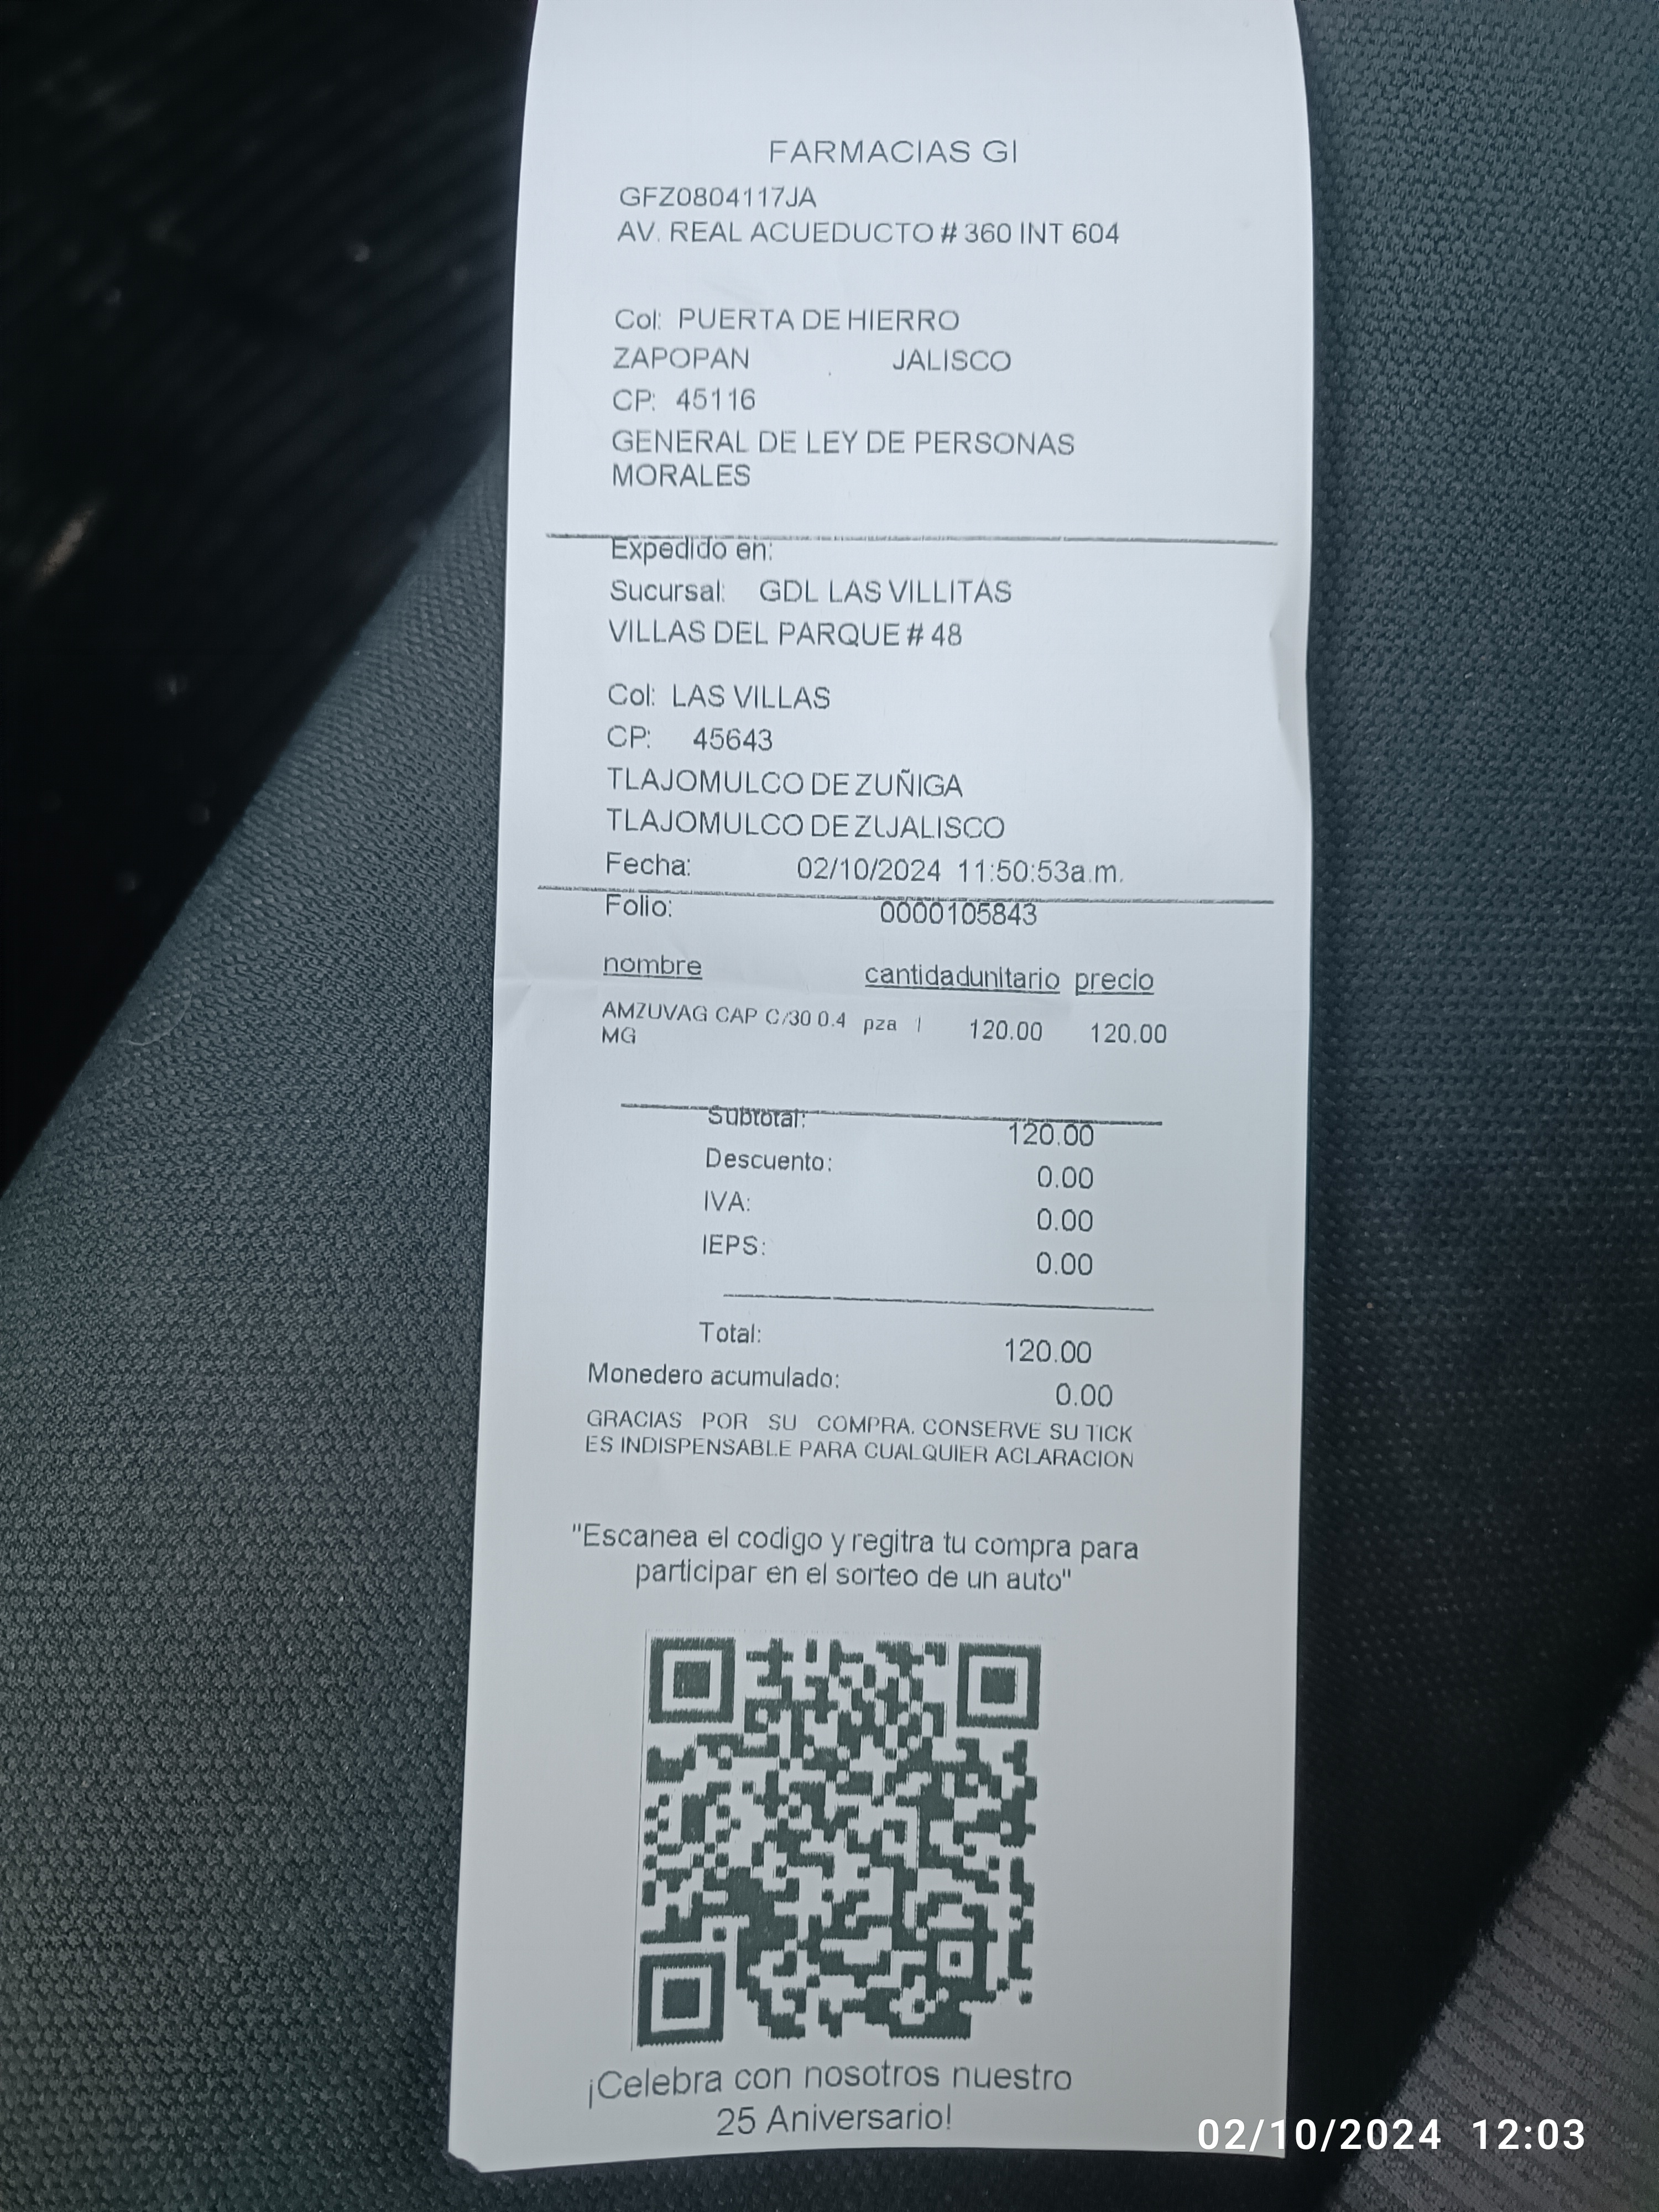 FARMACIAS GI
GFZ0804117JA
AV. REAL ACUEDUCTO # 360 INT 604
Col: PUERTA DE HIERRO
ZAPOPAN JALISCO
CP: 45116
GENERAL DE LEY DE PERSONAS
MORALES
Expedido en:
Sucursal: GDL LAS VILLITAS
VILLAS DEL PARQUE # 48
Col: LAS VILLAS
CP: 45643
TLAJOMULCO DE ZUÑIGA
TLAJOMULCO DE ZUJALISCO
Fecha: 02/10/2024 11:50:53a.m.
Folio: 0000105843
nombre cantidadunitario precio
AMZUVAG CAP C/30 0.4 pza 1 120.00 120.00
MG
Subtotal: 120.00
Descuento: 0.00
IVA: 0.00
IEPS: 0.00
Total: 120.00
Monedero acumulado: 0.00
GRACIAS POR SU COMPRA. CONSERVE SU TICK
ES INDISPENSABLE PARA CUALQUIER ACLARACION
"Escanea el codigo y regitra tu compra para
participar en el sorteo de un auto"
¡Celebra con nosotros nuestro
25 Aniversario!
02/10/2024 12:03